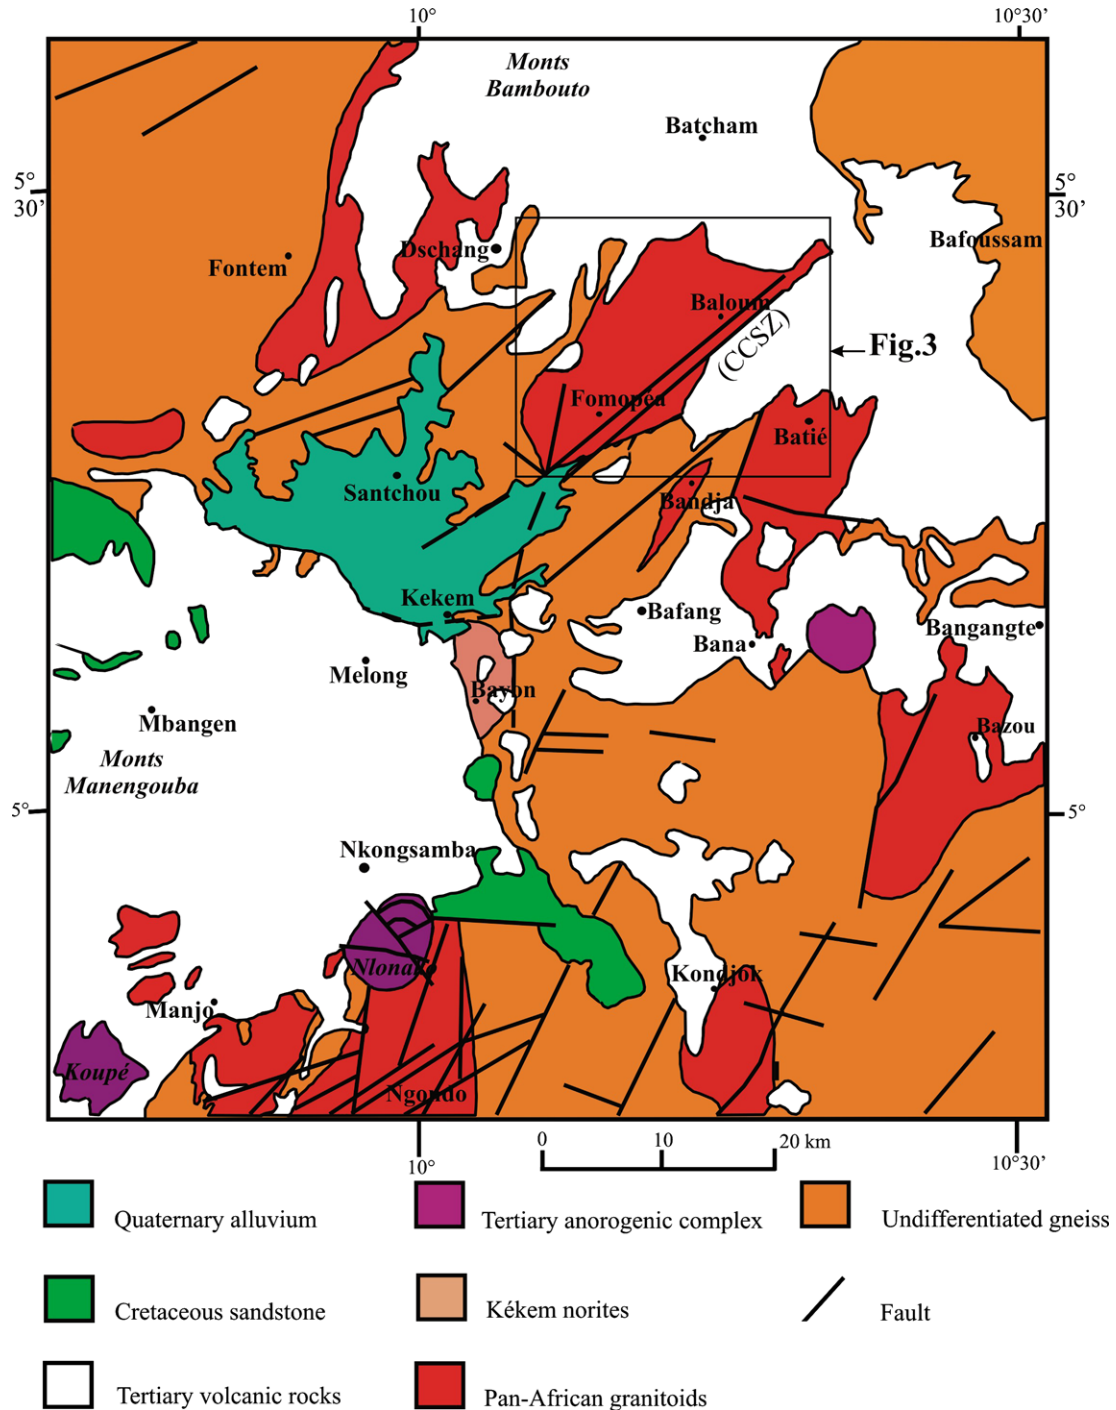 10°
10°30’
Monts
Bambouto
Batcham
5°
30’
5°
30’
Bafoussam
Dschang
Fontem
Baloum
(CCSZ)
Fig.3
Fomopéa
Batié
Santchou
Bandja
Kekem
Bafang
Bana
Bangangte
Melong
Bayon
Mbangen
Bazou
Monts
Manengouba
5°
5°
Nkongsamba
Nlonako
Kondjok
Manjo
Koupé
Ngondo
10°
0
10
20 km
10°30’
Quaternary alluvium
Tertiary anorogenic complex
Undifferentiated gneiss
Cretaceous sandstone
Kékem norites
Fault
Tertiary volcanic rocks
Pan-African granitoids